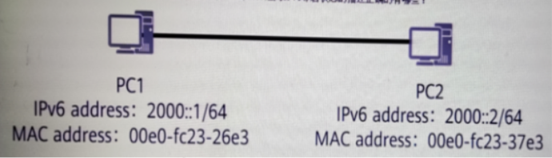 PC1
IPv6 address: 2000::1/64
MAC address: 00e0-fc23-26e3
PC2
IPv6 address: 2000::2/64
MAC address: 00e0-fc23-37e3